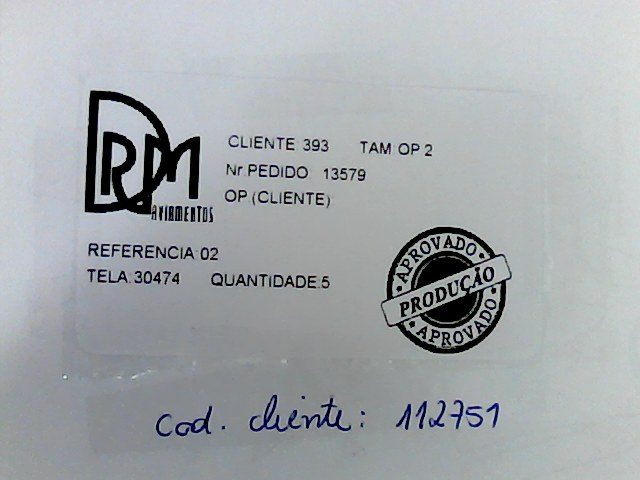 DRM
AVIAMENTOS
CLIENTE 393 TAM OP 2
Nr.PEDIDO: 13579
OP.(CLIENTE)
REFERENCIA:02
TELA:30474 QUANTIDADE:5
APROVADO
PRODUÇÃO
APROVADO
cod. cliente: 112751